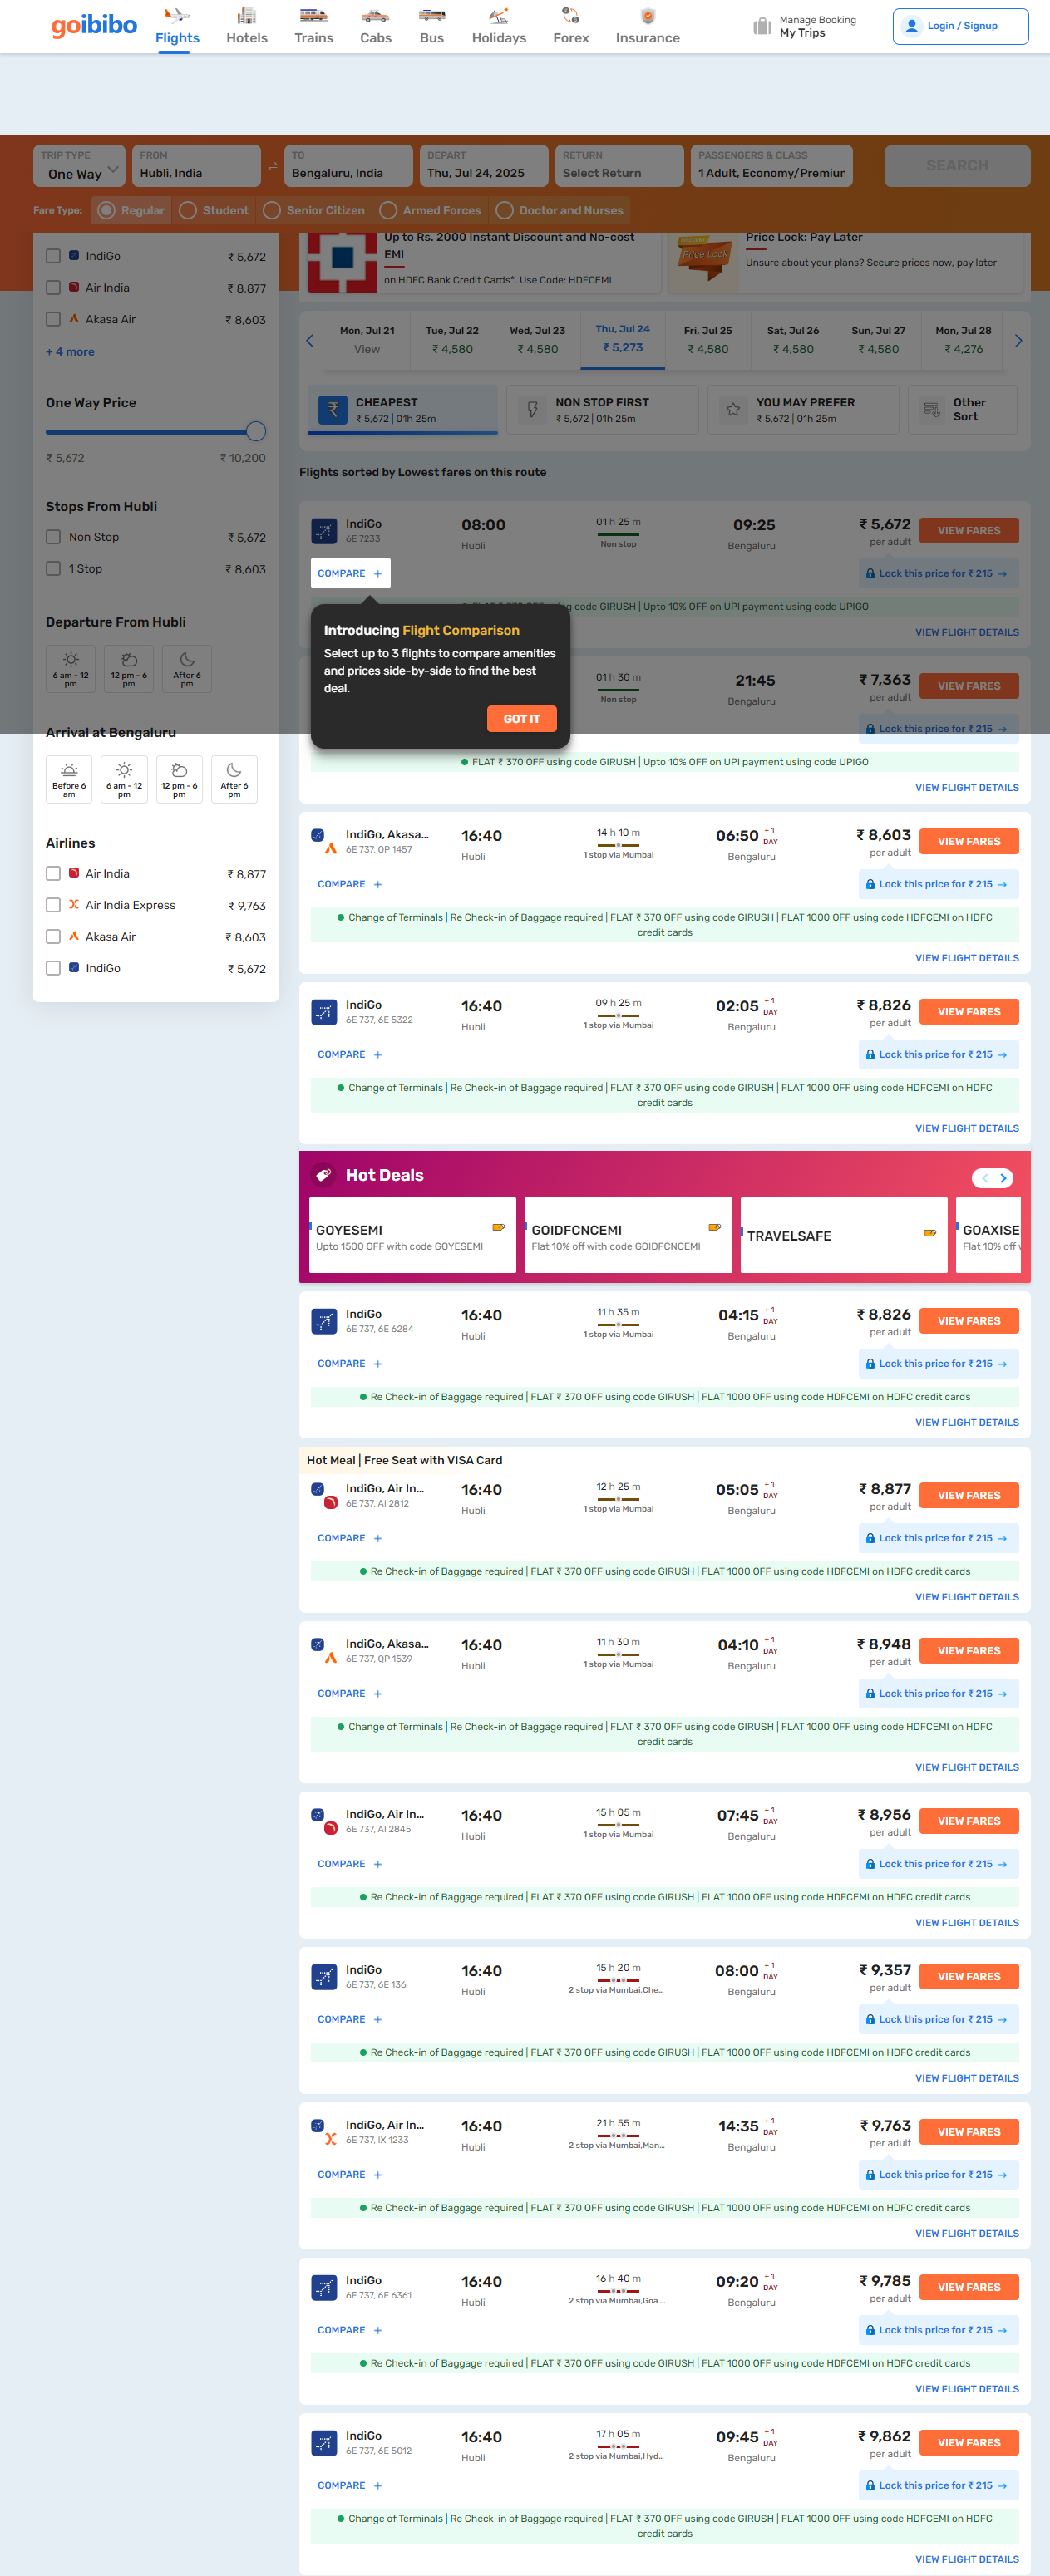 goibibo
Flights
Hotels
Trains
Cabs
Bus
Holidays
Forex
Insurance
Manage Booking
My Trips
Login / Signup
TRIP TYPE
One Way
FROM
Hubli, India
TO
Bengaluru, India
DEPART
Thu, Jul 24, 2025
RETURN
Select Return
PASSENGERS & CLASS
1 Adult, Economy/Premium
SEARCH
Fare Type:
Regular
Student
Senior Citizen
Armed Forces
Doctor and Nurses
IndiGo ₹ 5,672
Air India ₹ 8,877
Akasa Air ₹ 8,603
+ 4 more
One Way Price
₹ 5,672 ₹ 10,200
Stops From Hubli
Non Stop ₹ 5,672
1 Stop ₹ 8,603
Departure From Hubli
6 am - 12 pm
12 pm - 6 pm
After 6 pm
Arrival at Bengaluru
Before 6 am
6 am - 12 pm
12 pm - 6 pm
After 6 pm
Airlines
Air India ₹ 8,877
Air India Express ₹ 9,763
Akasa Air ₹ 8,603
IndiGo ₹ 5,672
Up to Rs. 2000 Instant Discount and No-cost
EMI
on HDFC Bank Credit Cards*. Use Code: HDFCEMI
Price Lock
Price Lock: Pay Later
Unsure about your plans? Secure prices now, pay later
Mon, Jul 21
View
Tue, Jul 22
₹ 4,580
Wed, Jul 23
₹ 4,580
Thu, Jul 24
₹ 5,273
Fri, Jul 25
₹ 4,580
Sat, Jul 26
₹ 4,580
Sun, Jul 27
₹ 4,580
Mon, Jul 28
₹ 4,276
CHEAPEST
₹ 5,672 | 01h 25m
NON STOP FIRST
₹ 5,672 | 01h 25m
YOU MAY PREFER
₹ 5,672 | 01h 25m
Other
Sort
Flights sorted by Lowest fares on this route
IndiGo
6E 7233
08:00
Hubli
01 h 25 m
Non stop
09:25
Bengaluru
₹ 5,672
per adult
VIEW FARES
COMPARE +
Lock this price for ₹ 215 →
code GIRUSH | Upto 10% OFF on UPI payment using code UPIGO
VIEW FLIGHT DETAILS
Introducing Flight Comparison
Select up to 3 flights to compare amenities
and prices side-by-side to find the best
deal.
GOT IT
01 h 30 m
Non stop
21:45
Bengaluru
₹ 7,363
per adult
VIEW FARES
Lock this price for ₹ 215 →
FLAT ₹ 370 OFF using code GIRUSH | Upto 10% OFF on UPI payment using code UPIGO
VIEW FLIGHT DETAILS
IndiGo, Akasa...
6E 737, QP 1457
16:40
Hubli
14 h 10 m
1 stop via Mumbai
06:50 +1 DAY
Bengaluru
₹ 8,603
per adult
VIEW FARES
COMPARE +
Lock this price for ₹ 215 →
Change of Terminals | Re Check-in of Baggage required | FLAT ₹ 370 OFF using code GIRUSH | FLAT 1000 OFF using code HDFCEMI on HDFC
credit cards
VIEW FLIGHT DETAILS
IndiGo
6E 737, 6E 5322
16:40
Hubli
09 h 25 m
1 stop via Mumbai
02:05 +1 DAY
Bengaluru
₹ 8,826
per adult
VIEW FARES
COMPARE +
Lock this price for ₹ 215 →
Change of Terminals | Re Check-in of Baggage required | FLAT ₹ 370 OFF using code GIRUSH | FLAT 1000 OFF using code HDFCEMI on HDFC
credit cards
VIEW FLIGHT DETAILS
Hot Deals
GOYESEMI
Upto 1500 OFF with code GOYESEMI
GOIDFCNCEMI
Flat 10% off with code GOIDFCNCEMI
TRAVELSAFE
GOAXISE
Flat 10% off
IndiGo
6E 737, 6E 6284
16:40
Hubli
11 h 35 m
1 stop via Mumbai
04:15 +1 DAY
Bengaluru
₹ 8,826
per adult
VIEW FARES
COMPARE +
Lock this price for ₹ 215 →
Re Check-in of Baggage required | FLAT ₹ 370 OFF using code GIRUSH | FLAT 1000 OFF using code HDFCEMI on HDFC credit cards
VIEW FLIGHT DETAILS
Hot Meal | Free Seat with VISA Card
IndiGo, Air In...
6E 737, AI 2812
16:40
Hubli
12 h 25 m
1 stop via Mumbai
05:05 +1 DAY
Bengaluru
₹ 8,877
per adult
VIEW FARES
COMPARE +
Lock this price for ₹ 215 →
Re Check-in of Baggage required | FLAT ₹ 370 OFF using code GIRUSH | FLAT 1000 OFF using code HDFCEMI on HDFC credit cards
VIEW FLIGHT DETAILS
IndiGo, Akasa...
6E 737, QP 1539
16:40
Hubli
11 h 30 m
1 stop via Mumbai
04:10 +1 DAY
Bengaluru
₹ 8,948
per adult
VIEW FARES
COMPARE +
Lock this price for ₹ 215 →
Change of Terminals | Re Check-in of Baggage required | FLAT ₹ 370 OFF using code GIRUSH | FLAT 1000 OFF using code HDFCEMI on HDFC
credit cards
VIEW FLIGHT DETAILS
IndiGo, Air In...
6E 737, AI 2845
16:40
Hubli
15 h 05 m
1 stop via Mumbai
07:45 +1 DAY
Bengaluru
₹ 8,956
per adult
VIEW FARES
COMPARE +
Lock this price for ₹ 215 →
Re Check-in of Baggage required | FLAT ₹ 370 OFF using code GIRUSH | FLAT 1000 OFF using code HDFCEMI on HDFC credit cards
VIEW FLIGHT DETAILS
IndiGo
6E 737, 6E 136
16:40
Hubli
15 h 20 m
2 stop via Mumbai,Che...
08:00 +1 DAY
Bengaluru
₹ 9,357
per adult
VIEW FARES
COMPARE +
Lock this price for ₹ 215 →
Re Check-in of Baggage required | FLAT ₹ 370 OFF using code GIRUSH | FLAT 1000 OFF using code HDFCEMI on HDFC credit cards
VIEW FLIGHT DETAILS
IndiGo, Air In...
6E 737, IX 1233
16:40
Hubli
21 h 55 m
2 stop via Mumbai,Man...
14:35 +1 DAY
Bengaluru
₹ 9,763
per adult
VIEW FARES
COMPARE +
Lock this price for ₹ 215 →
Re Check-in of Baggage required | FLAT ₹ 370 OFF using code GIRUSH | FLAT 1000 OFF using code HDFCEMI on HDFC credit cards
VIEW FLIGHT DETAILS
IndiGo
6E 737, 6E 6361
16:40
Hubli
16 h 40 m
2 stop via Mumbai,Goa ...
09:20 +1 DAY
Bengaluru
₹ 9,785
per adult
VIEW FARES
COMPARE +
Lock this price for ₹ 215 →
Re Check-in of Baggage required | FLAT ₹ 370 OFF using code GIRUSH | FLAT 1000 OFF using code HDFCEMI on HDFC credit cards
VIEW FLIGHT DETAILS
IndiGo
6E 737, 6E 5012
16:40
Hubli
17 h 05 m
2 stop via Mumbai,Hyd...
09:45 +1 DAY
Bengaluru
₹ 9,862
per adult
VIEW FARES
COMPARE +
Lock this price for ₹ 215 →
Change of Terminals | Re Check-in of Baggage required | FLAT ₹ 370 OFF using code GIRUSH | FLAT 1000 OFF using code HDFCEMI on HDFC
credit cards
VIEW FLIGHT DETAILS